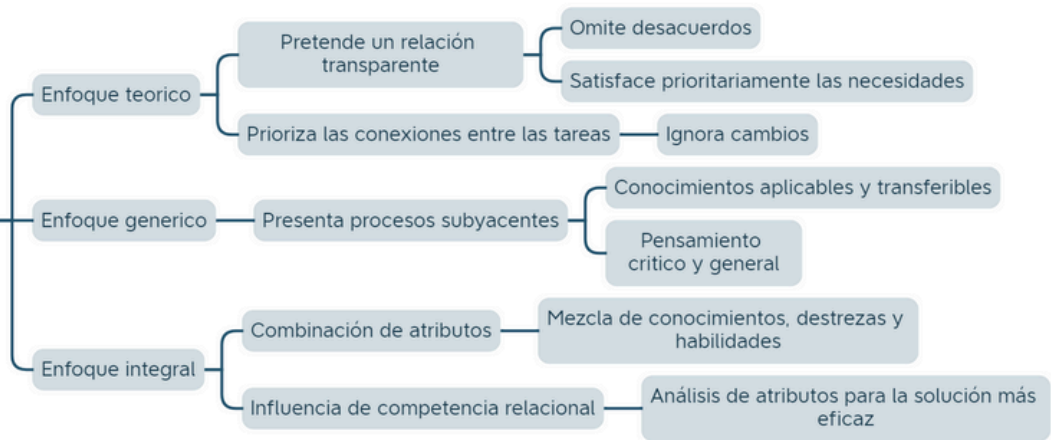 Enfoque teorico
Pretende un relación
transparente
Omite desacuerdos
Satisface prioritariamente las necesidades
Prioriza las conexiones entre las tareas
Ignora cambios
Enfoque generico
Presenta procesos subyacentes
Conocimientos aplicables y transferibles
Pensamiento
critico y general
Enfoque integral
Combinación de atributos
Mezcla de conocimientos, destrezas y
habilidades
Influencia de competencia relacional
Análisis de atributos para la solución más
eficaz